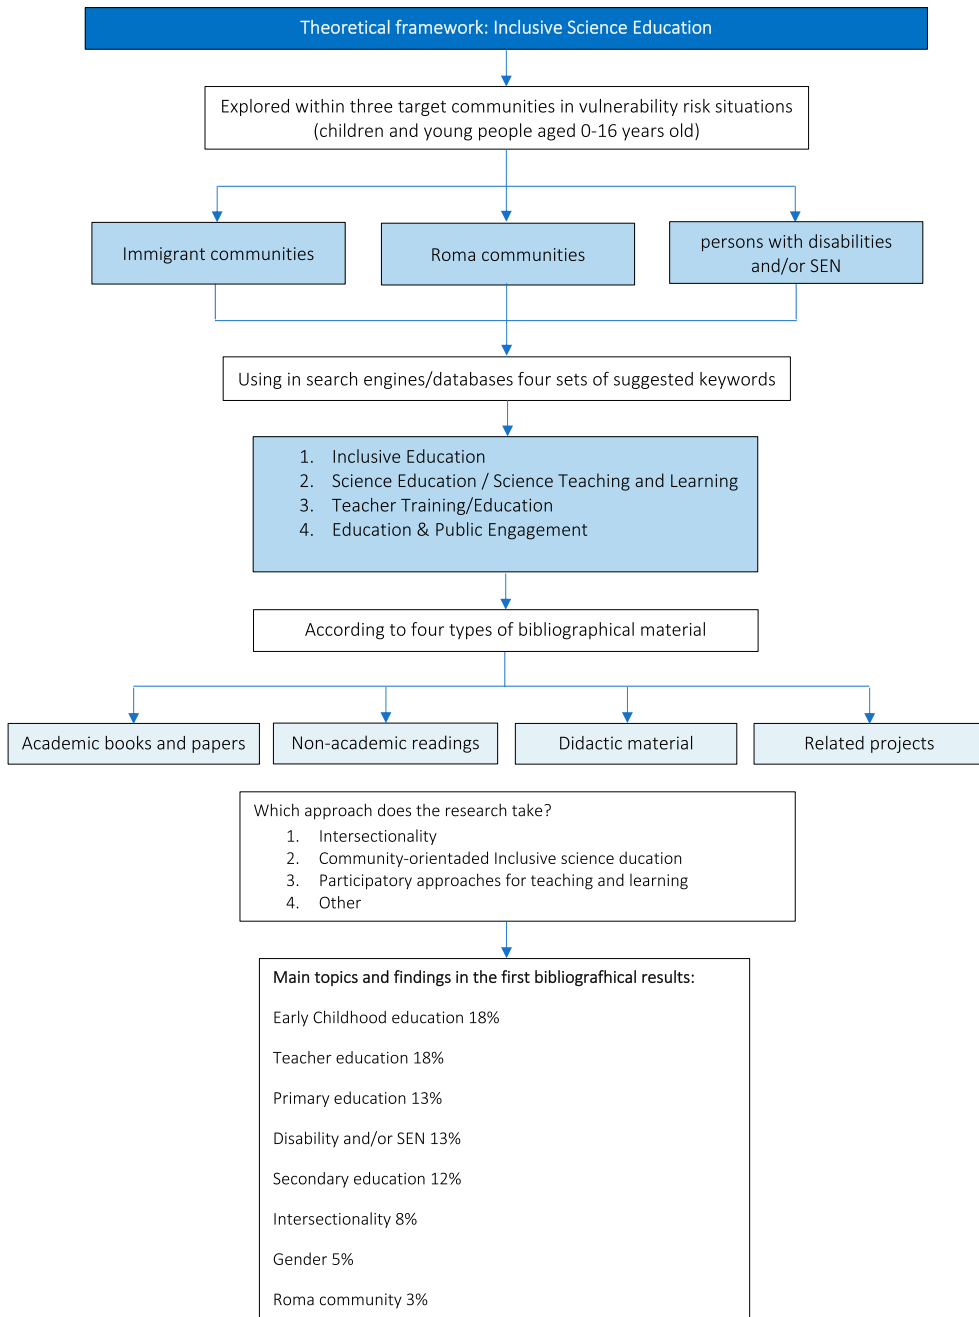 Theoretical framework: Inclusive Science Education
Explored within three target communities in vulnerability risk situations
(children and young people aged 0-16 years old)
Immigrant communities
Roma communities
persons with disabilities
and/or SEN
Using in search engines/databases four sets of suggested keywords
1. Inclusive Education
2. Science Education / Science Teaching and Learning
3. Teacher Training/Education
4. Education & Public Engagement
According to four types of bibliographical material
Academic books and papers
Non-academic readings
Didactic material
Related projects
Which approach does the research take?
1. Intersectionality
2. Community-orientaded Inclusive science ducation
3. Participatory approaches for teaching and learning
4. Other
Main topics and findings in the first bibliografhical results:
Early Childhood education 18%
Teacher education 18%
Primary education 13%
Disability and/or SEN 13%
Secondary education 12%
Intersectionality 8%
Gender 5%
Roma community 3%